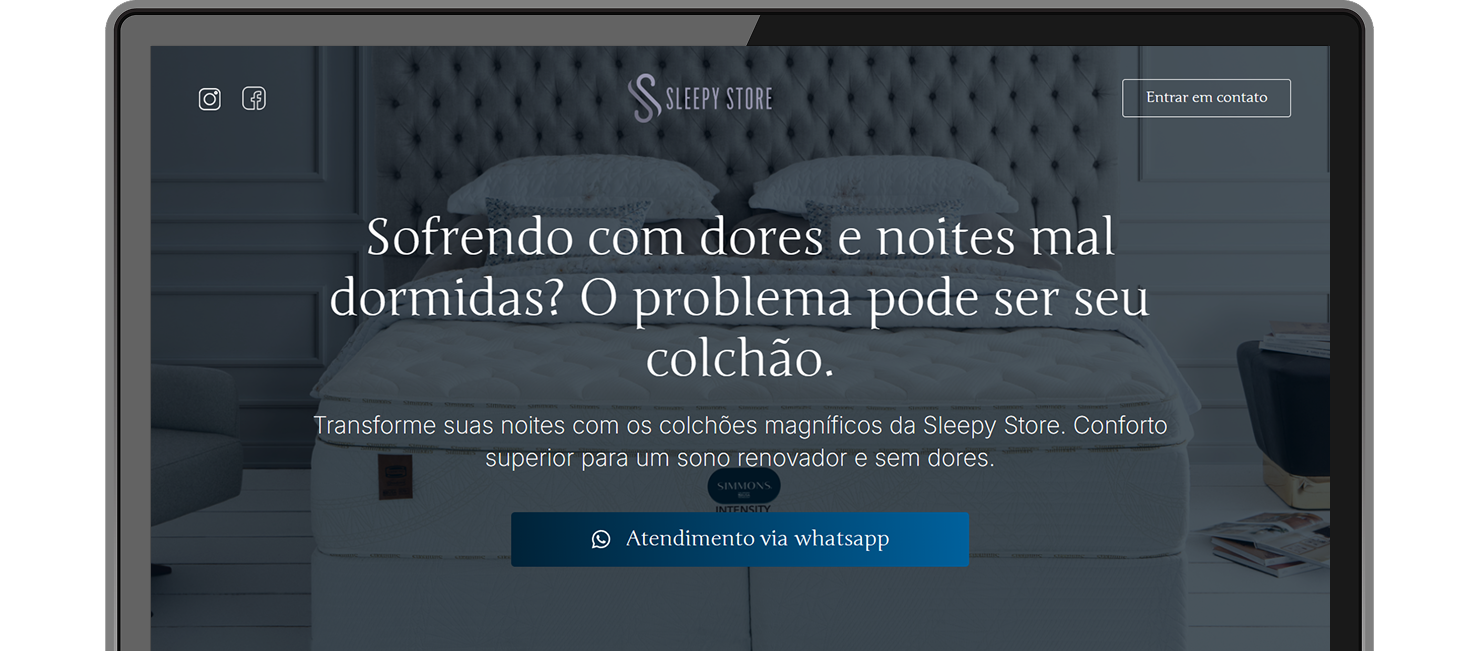 SLEEPY STORE
Entrar em contato
Sofrendo com dores e noites mal
dormidas? O problema pode ser seu
colchão.
Transforme suas noites com os colchões magníficos da Sleepy Store. Conforto
superior para um sono renovador e sem dores.
SIMMONS
INTENSITY
Atendimento via whatsapp